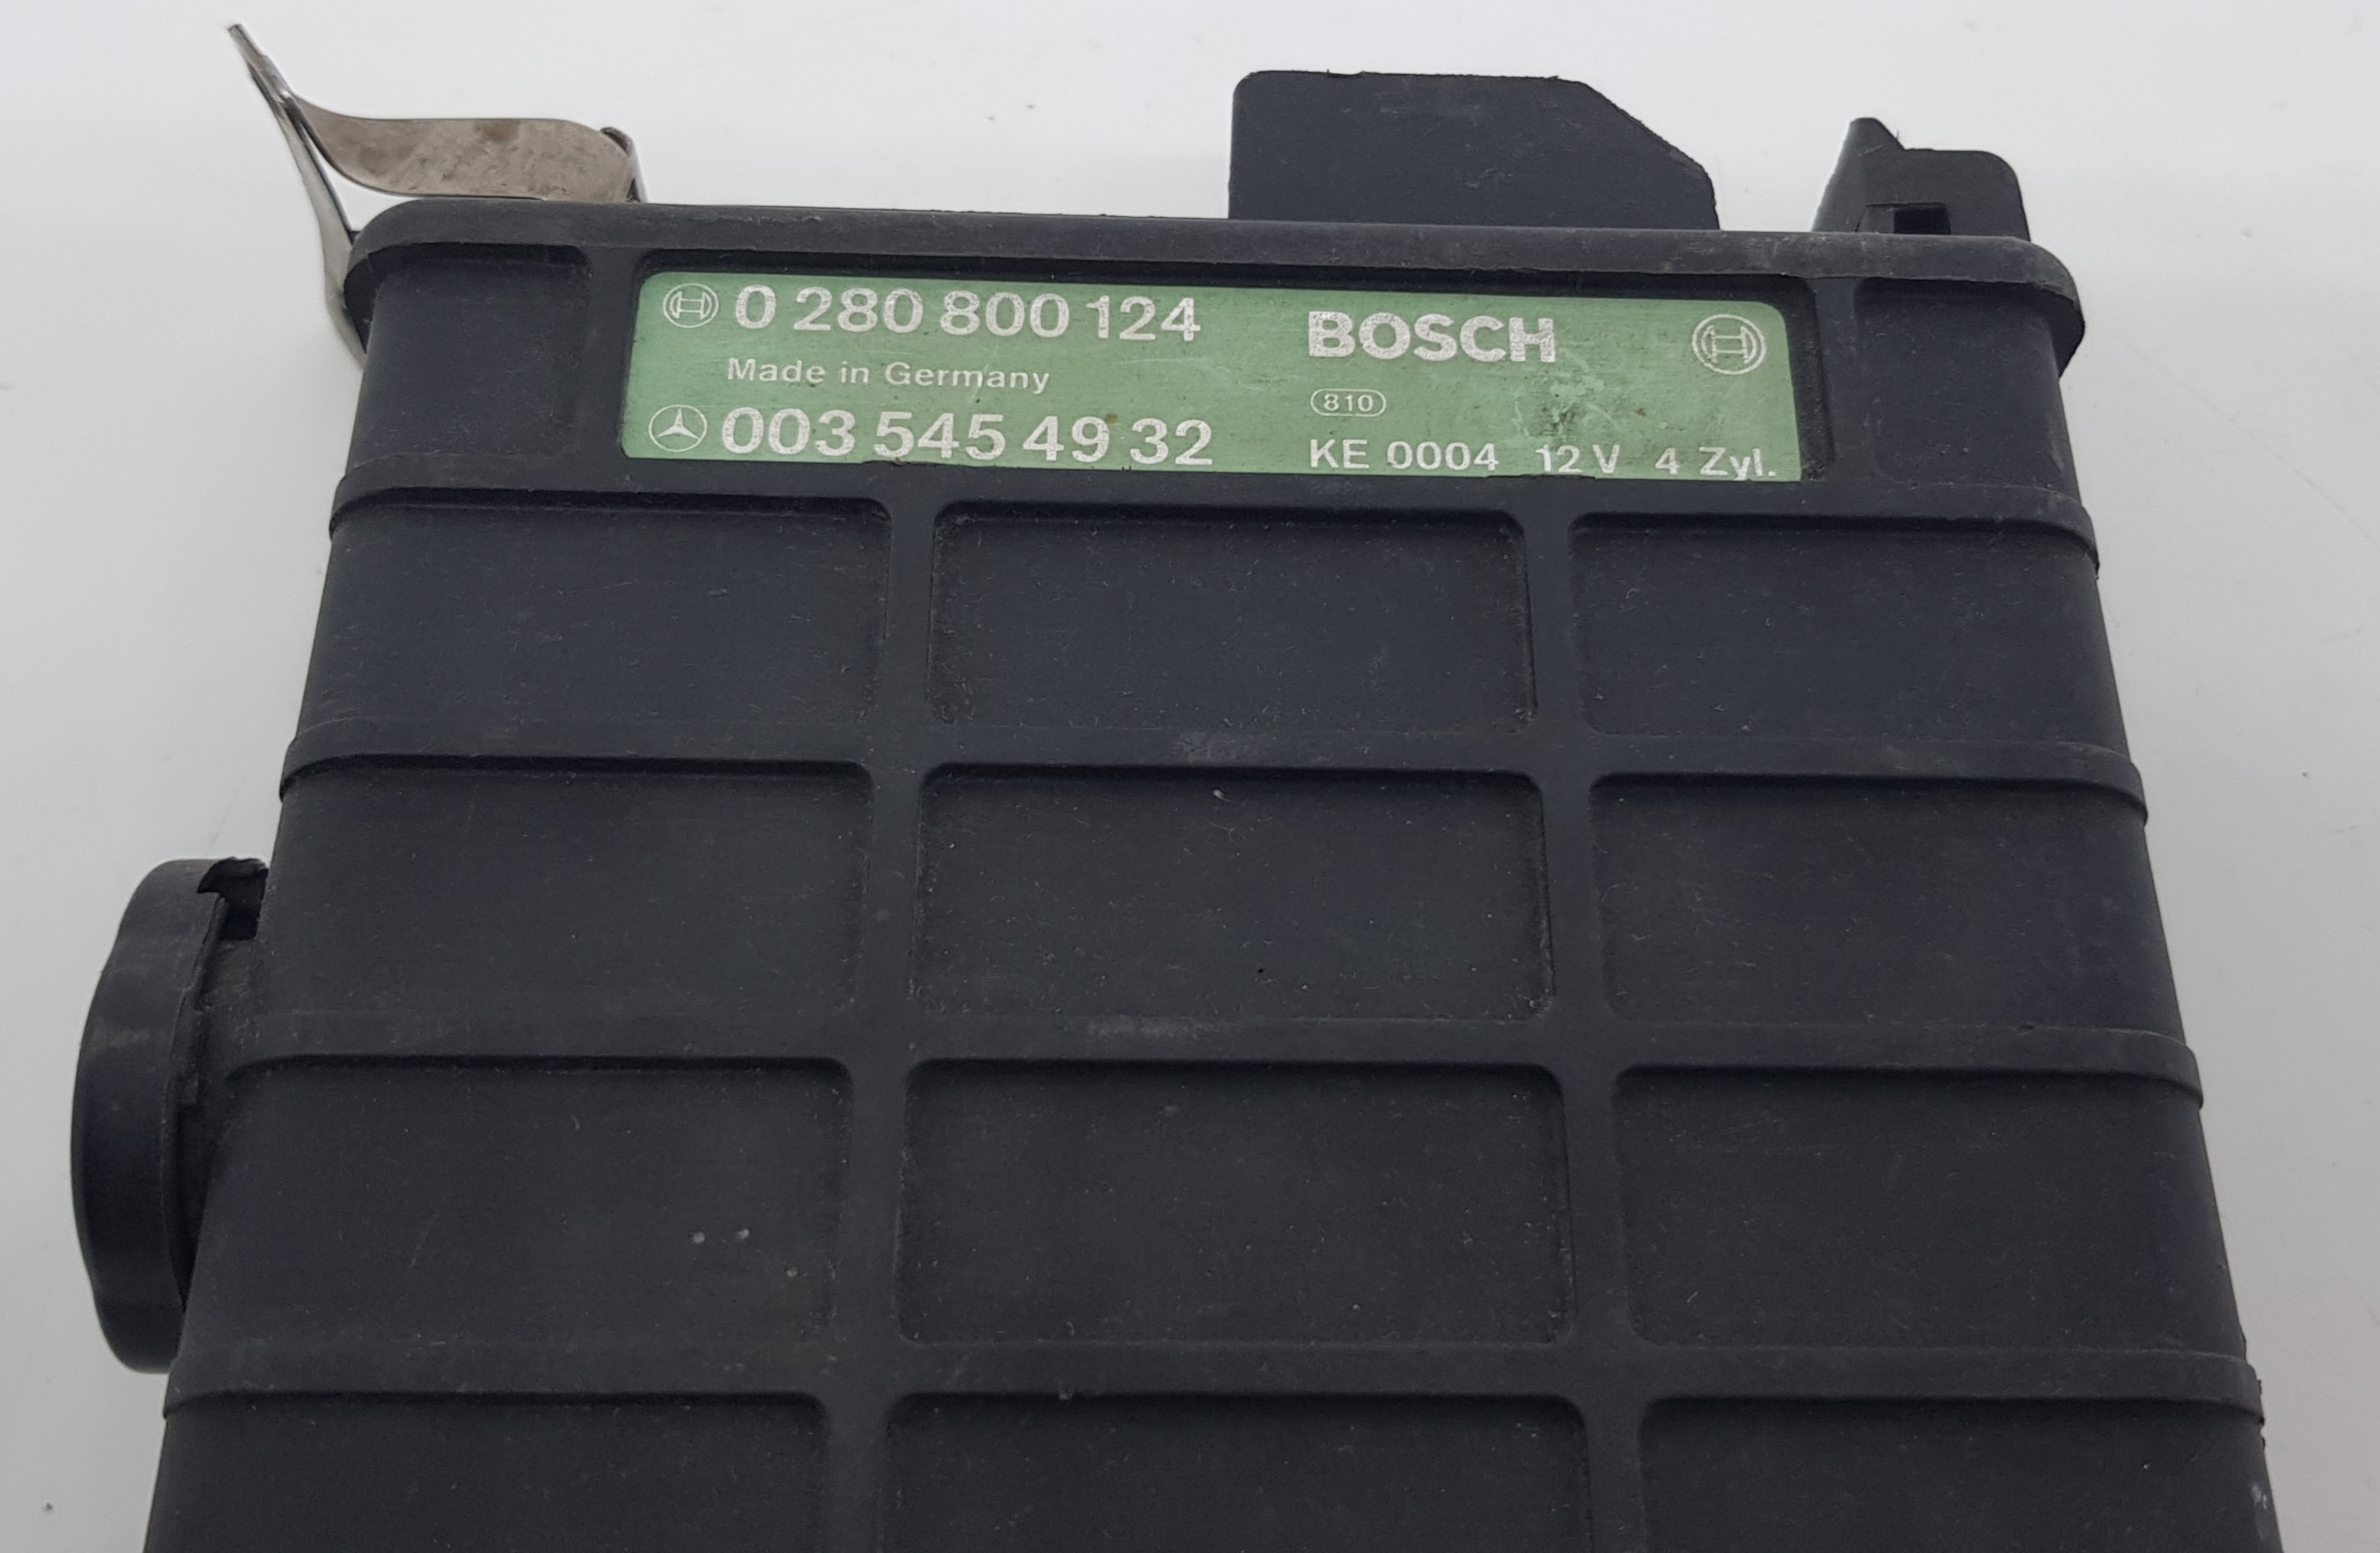 0 280 800 124
Made in Germany
003 545 49 32
BOSCH
810
KE 0004 12 V 4 Zyl.